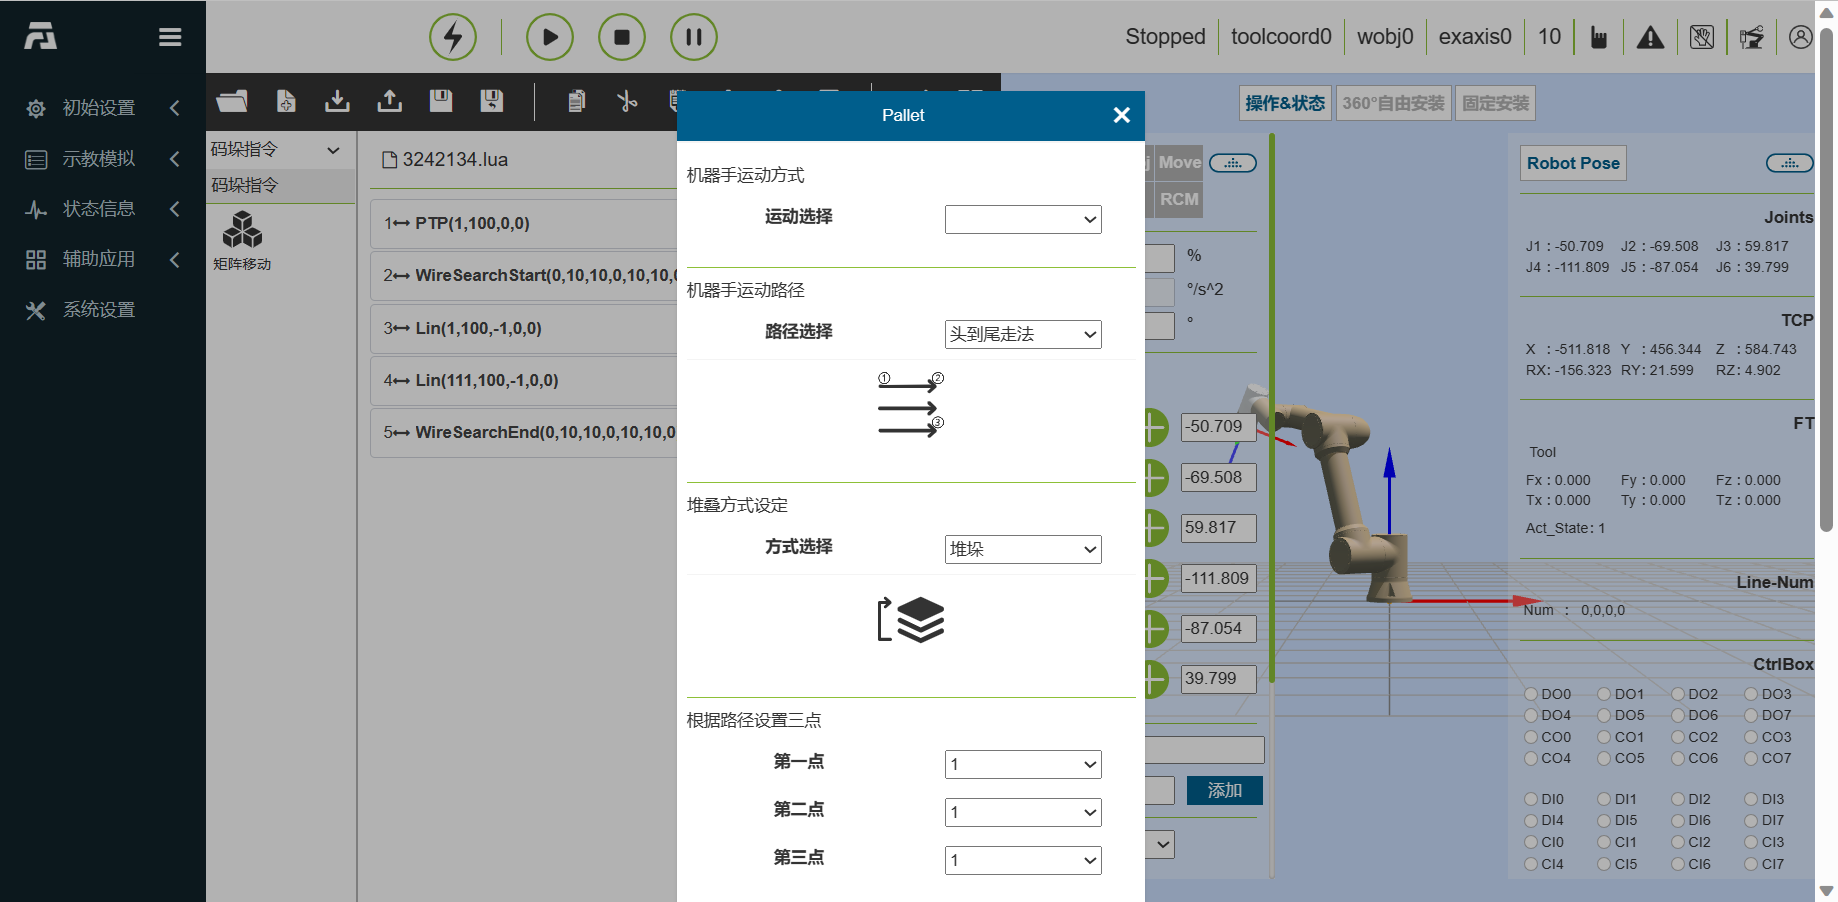 Stopped
toolcoord0
wobj0
exaxis0
10
初始设置
示教模拟
状态信息
辅助应用
系统设置
码垛指令
码垛指令
矩阵移动
3242134.lua
1 PTP(1,100,0,0)
2 WireSearchStart(0,10,10,0,10,10,0
3 Lin(1,100,-1,0,0)
4 Lin(111,100,-1,0,0)
5 WireSearchEnd(0,10,10,0,10,10,0
Pallet
机器手运动方式
运动选择
机器手运动路径
路径选择 头到尾走法
① ②
③
堆叠方式设定
方式选择 堆垛
根据路径设置三点
第一点 1
第二点 1
第三点 1
操作&状态 360°自由安装 固定安装
Move
RCM
%
°/s^2
°
-50.709
-69.508
59.817
-111.809
-87.054
39.799
添加
Robot Pose
Joints
J1 : -50.709 J2 : -69.508 J3 : 59.817
J4 : -111.809 J5 : -87.054 J6 : 39.799
TCP
X : -511.818 Y : 456.344 Z : 584.743
RX: -156.323 RY: 21.599 RZ: 4.902
FT
Tool
Fx : 0.000 Fy : 0.000 Fz : 0.000
Tx : 0.000 Ty : 0.000 Tz : 0.000
Act_State: 1
Line-Num
Num : 0,0,0,0
CtrlBox
DO0 DO1 DO2 DO3
DO4 DO5 DO6 DO7
CO0 CO1 CO2 CO3
CO4 CO5 CO6 CO7
DI0 DI1 DI2 DI3
DI4 DI5 DI6 DI7
CI0 CI1 CI2 CI3
CI4 CI5 CI6 CI7